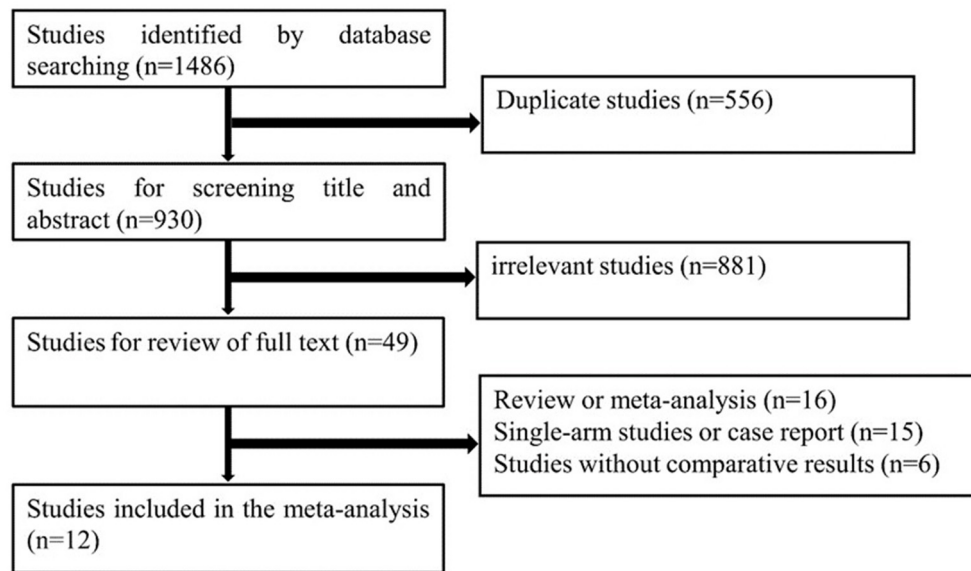 Studies identified by database
searching (n=1486)
Duplicate studies (n=556)
Studies for screening title and
abstract (n=930)
irrelevant studies (n=881)
Studies for review of full text (n=49)
Review or meta-analysis (n=16)
Single-arm studies or case report (n=15)
Studies without comparative results (n=6)
Studies included in the meta-analysis
(n=12)